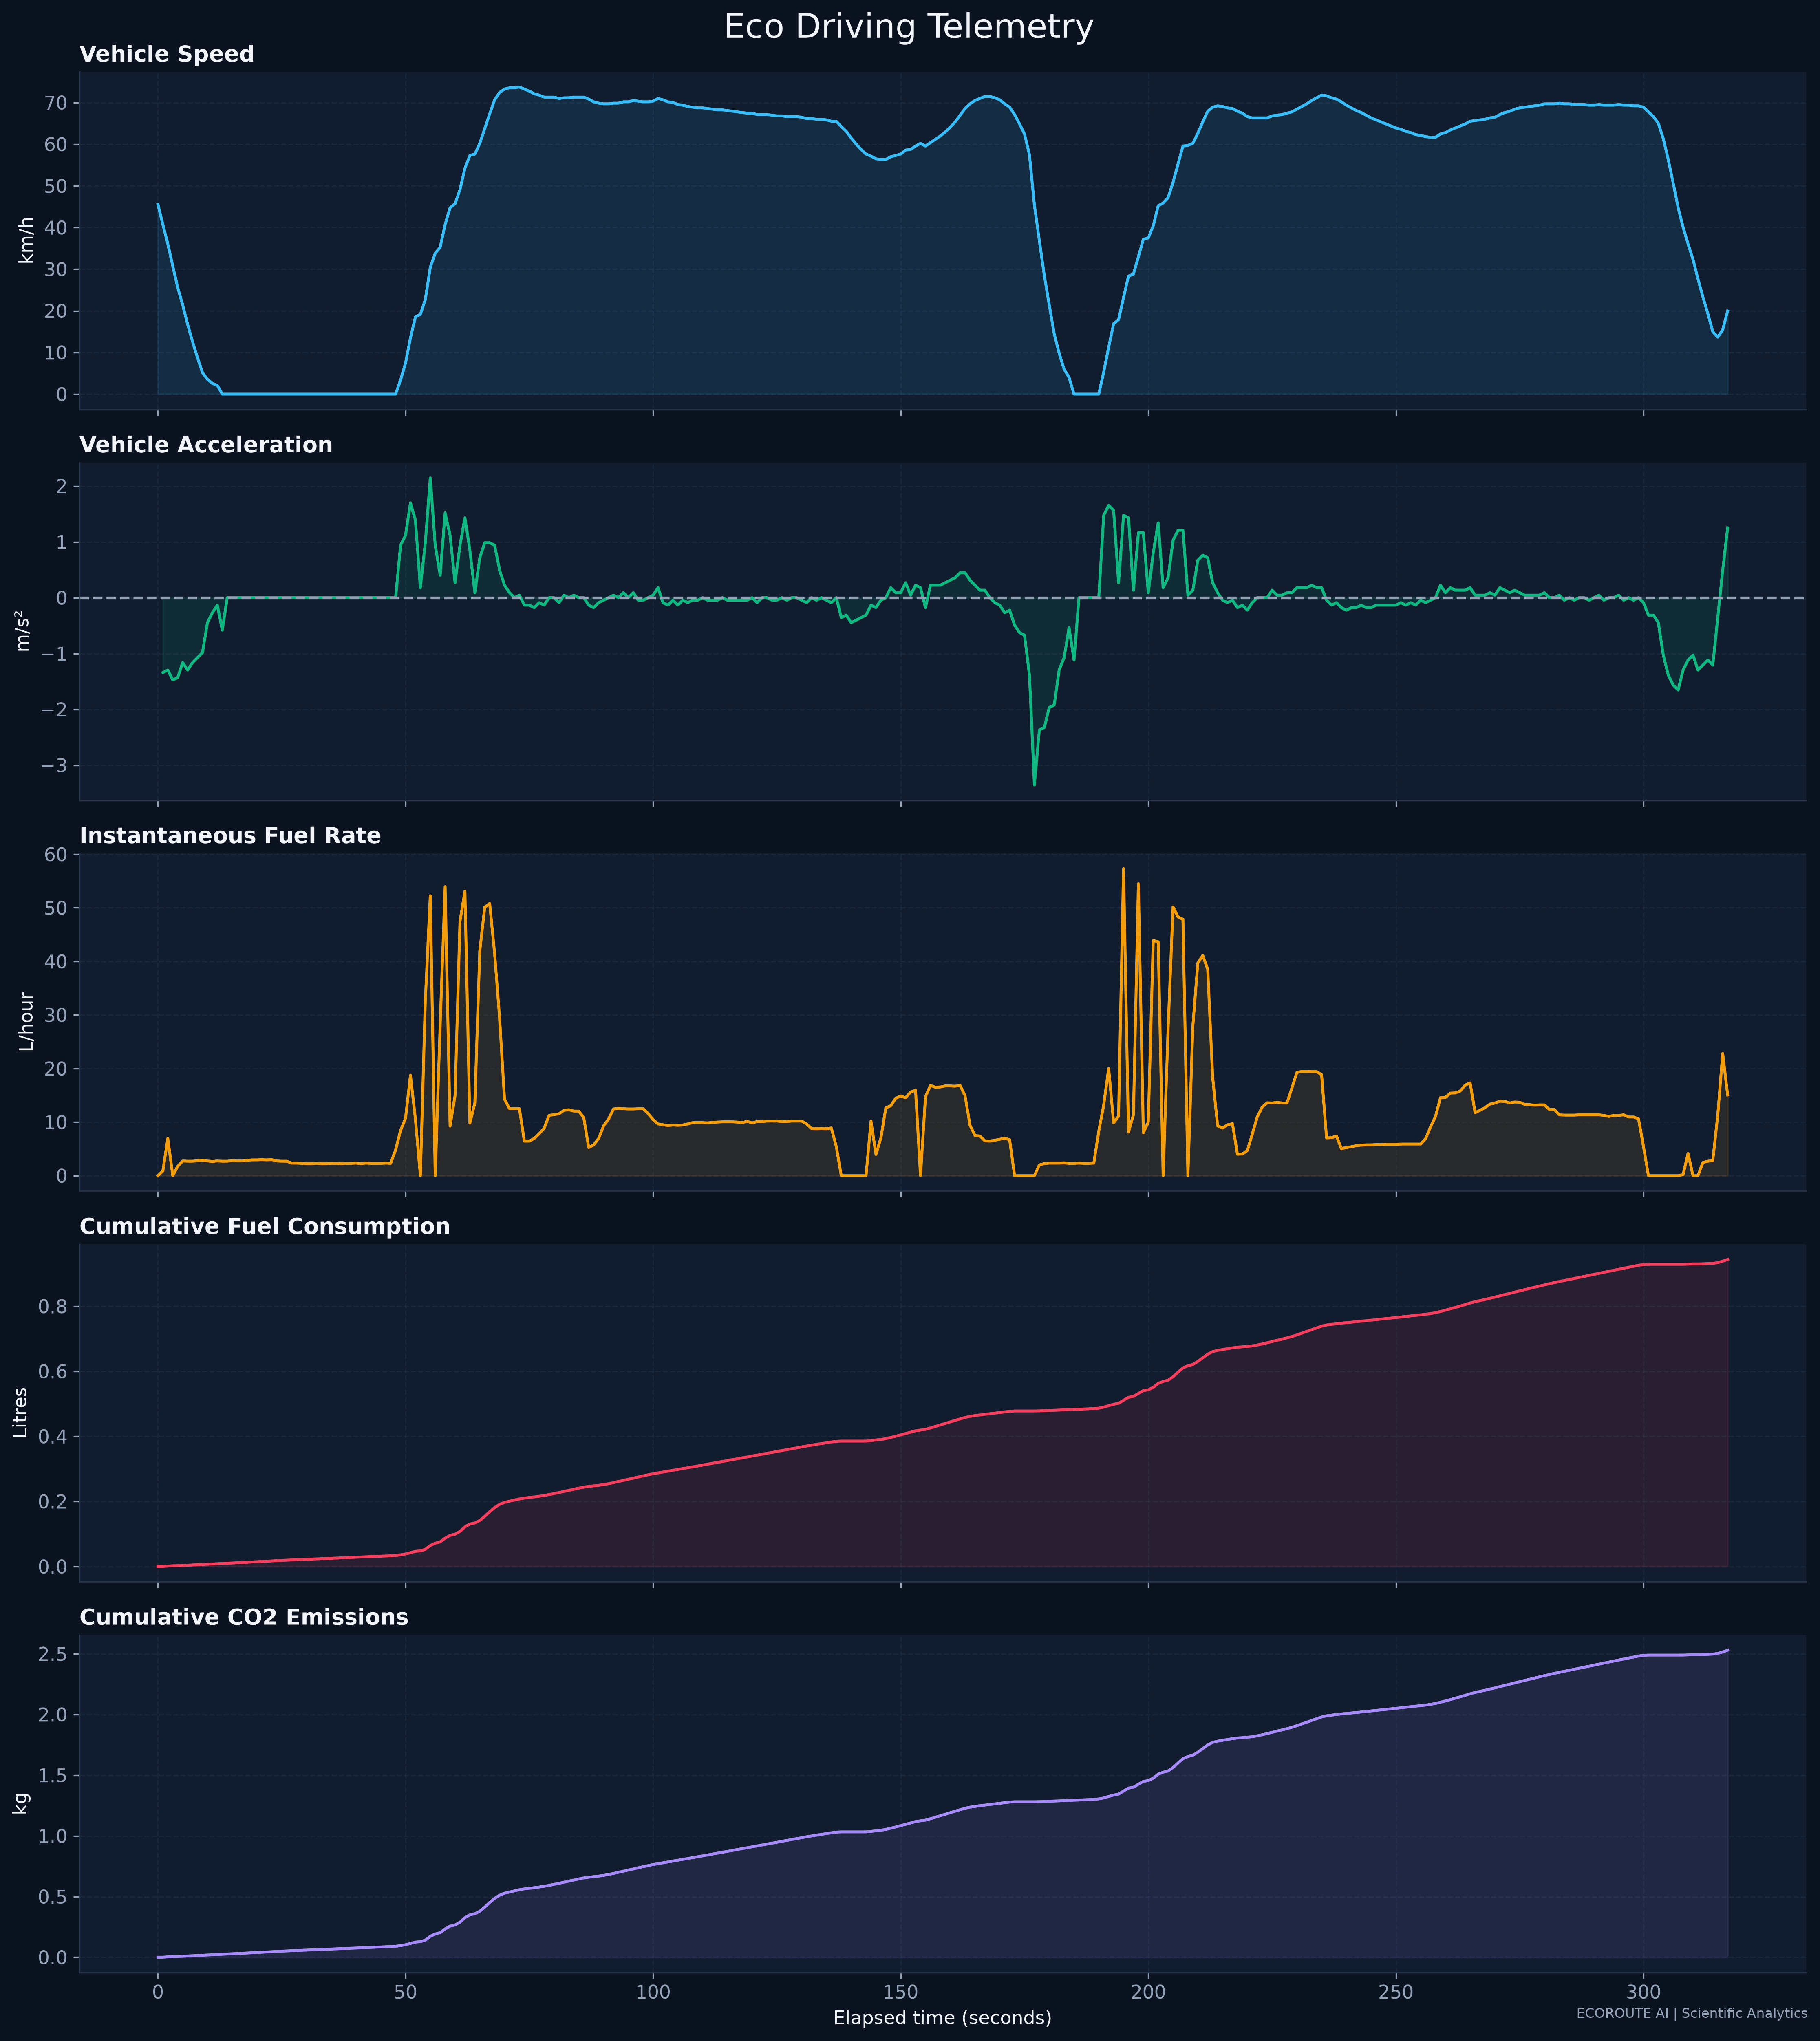 Eco Driving Telemetry
Vehicle Speed
70
60
50
40
30
20
10
0
km/h
Vehicle Acceleration
2
1
0
−1
−2
−3
m/s²
Instantaneous Fuel Rate
60
50
40
30
20
10
0
L/hour
Cumulative Fuel Consumption
0.8
0.6
0.4
0.2
0.0
Litres
Cumulative CO2 Emissions
2.5
2.0
1.5
1.0
0.5
0.0
kg
0 50 100 150 200 250 300
Elapsed time (seconds)
ECOROUTE AI | Scientific Analytics